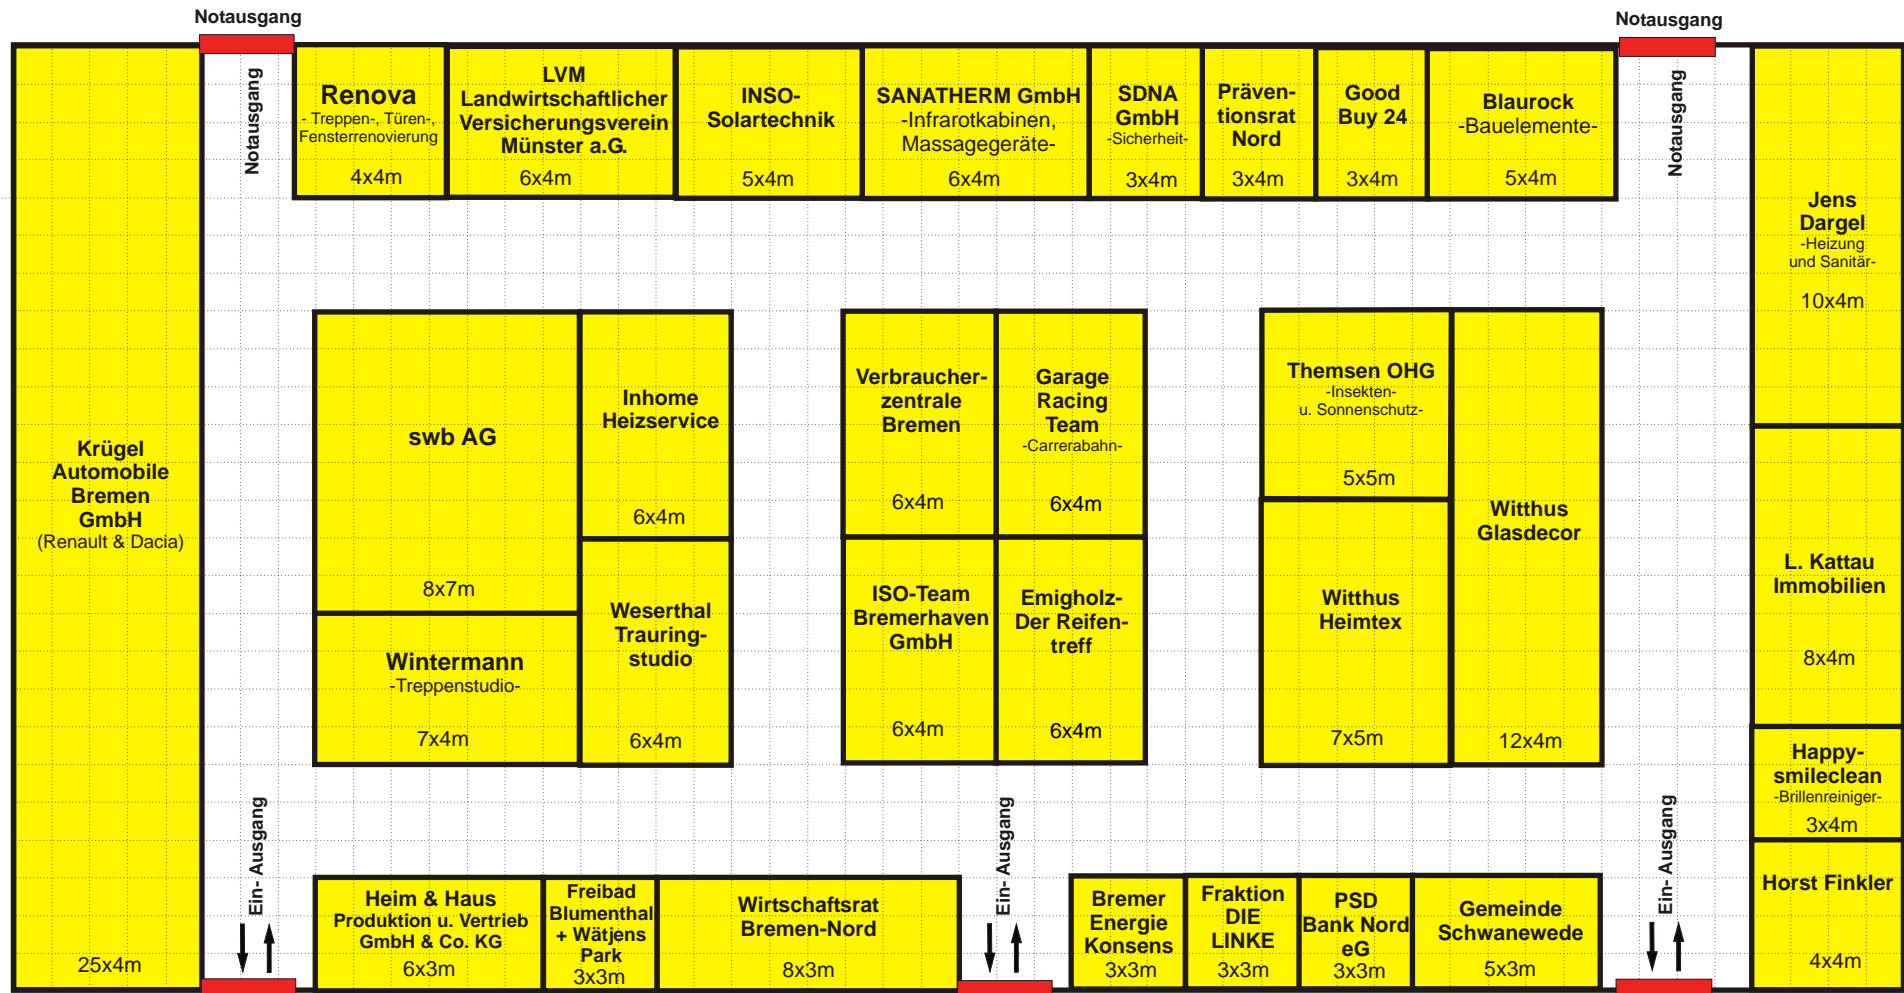 Notausgang
Notausgang
Notausgang
Notausgang
Renova
- Treppen-, Türen-,
Fensterrenovierung
4x4m
LVM
Landwirtschaftlicher
Versicherungsverein
Münster a.G.
6x4m
INSO-
Solartechnik
5x4m
SANATHERM GmbH
-Infrarotkabinen,
Massagegeräte-
6x4m
SDNA
GmbH
-Sicherheit-
3x4m
Präven-
tionsrat
Nord
3x4m
Good
Buy 24
3x4m
Blaurock
-Bauelemente-
5x4m
Jens
Dargel
-Heizung
und Sanitär-
10x4m
Krügel
Automobile
Bremen
GmbH
(Renault & Dacia)
25x4m
swb AG
8x7m
Inhome
Heizservice
6x4m
Wintermann
-Treppenstudio-
7x4m
Weserthal
Trauring-
studio
6x4m
Verbraucher-
zentrale
Bremen
6x4m
Garage
Racing
Team
-Carrerabahn-
6x4m
ISO-Team
Bremerhaven
GmbH
6x4m
Emigholz-
Der Reifen-
treff
6x4m
Themsen OHG
-Insekten-
u. Sonnenschutz-
5x5m
Witthus
Heimtex
7x5m
Witthus
Glasdecor
12x4m
L. Kattau
Immobilien
8x4m
Happy-
smileclean
-Brillenreiniger-
3x4m
Horst Finkler
4x4m
Ein- Ausgang
Heim & Haus
Produktion u. Vertrieb
GmbH & Co. KG
6x3m
Freibad
Blumenthal
+ Wätjens
Park
3x3m
Wirtschaftsrat
Bremen-Nord
8x3m
Ein- Ausgang
Bremer
Energie
Konsens
3x3m
Fraktion
DIE
LINKE
3x3m
PSD
Bank Nord
eG
3x3m
Gemeinde
Schwanewede
5x3m
Ein- Ausgang